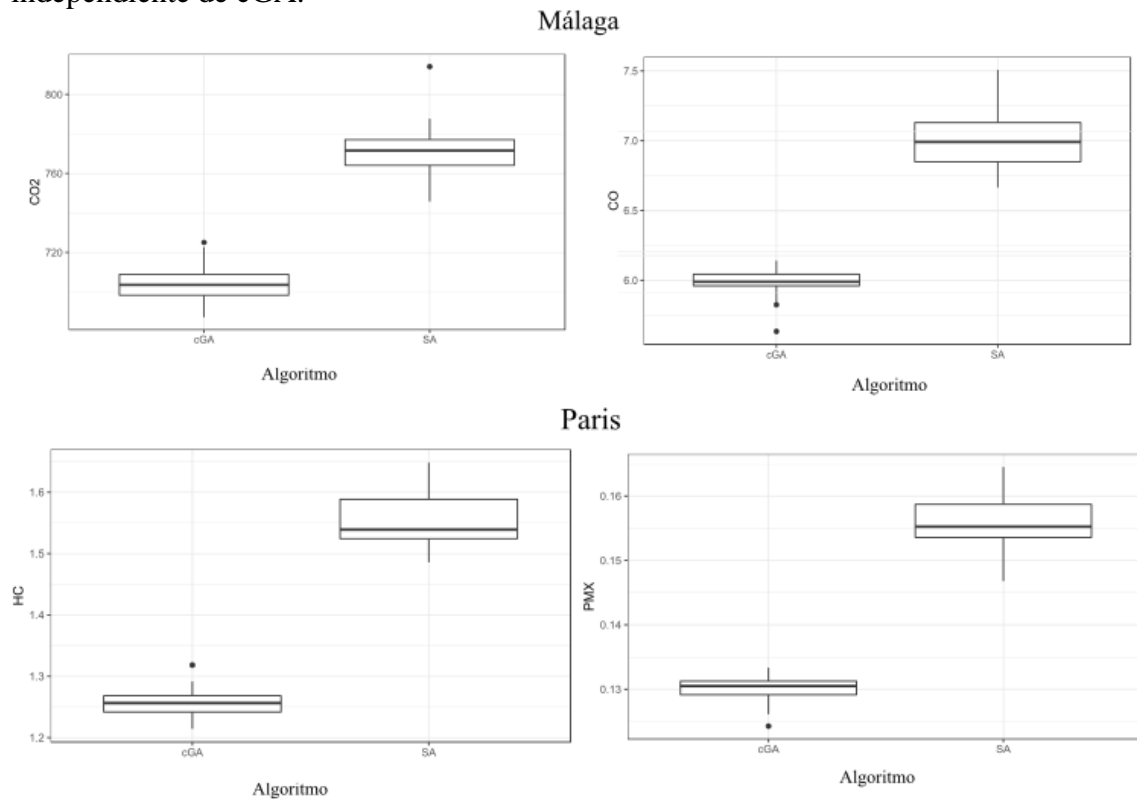 independiente de cGA.
Málaga
800
760
720
CO2
cGA SA
Algoritmo
7.5
7.0
6.5
6.0
CO
cGA SA
Algoritmo
Paris
1.6
1.5
1.4
1.3
1.2
HC
cGA SA
Algoritmo
0.16
0.15
0.14
0.13
PMX
cGA SA
Algoritmo